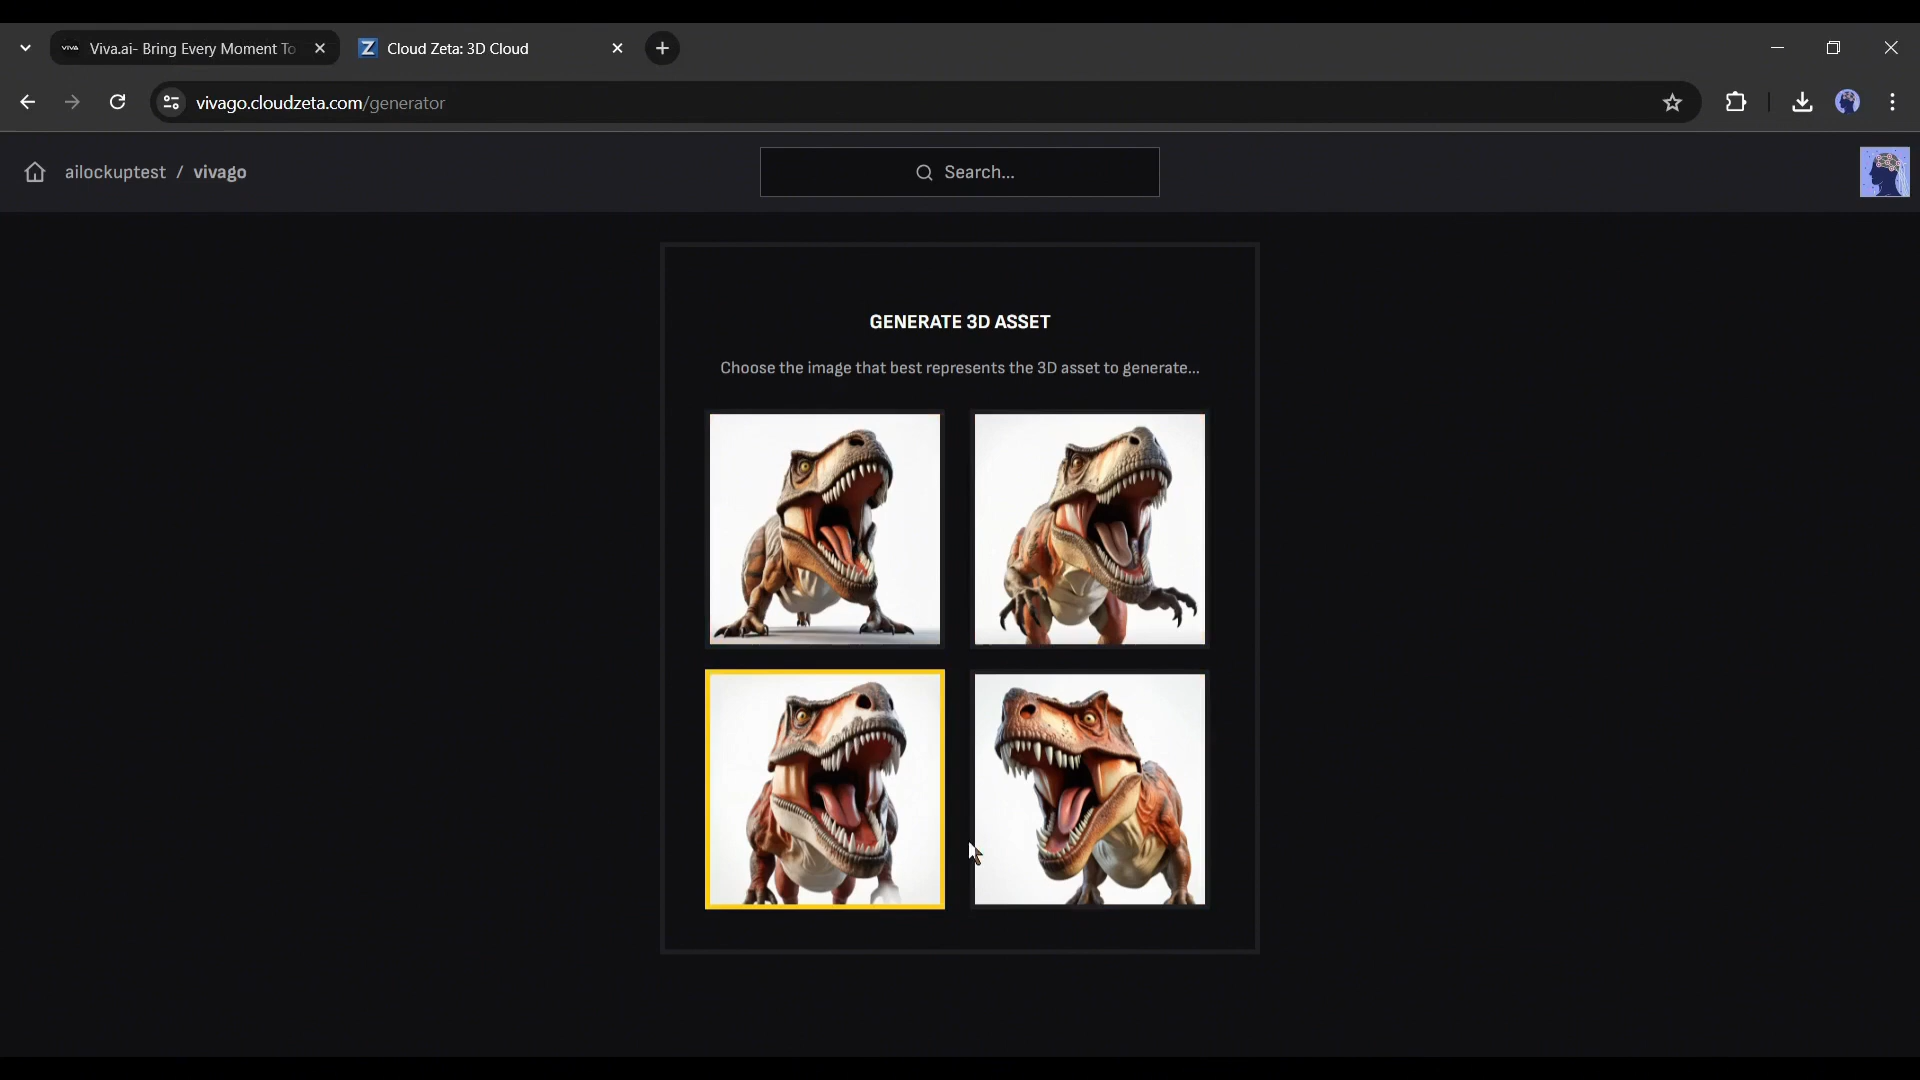 VIVA Viva.ai- Bring Every Moment To
Z Cloud Zeta: 3D Cloud
vivago.cloudzeta.com/generator
ailockuptest / vivago
Search...
GENERATE 3D ASSET
Choose the image that best represents the 3D asset to generate...